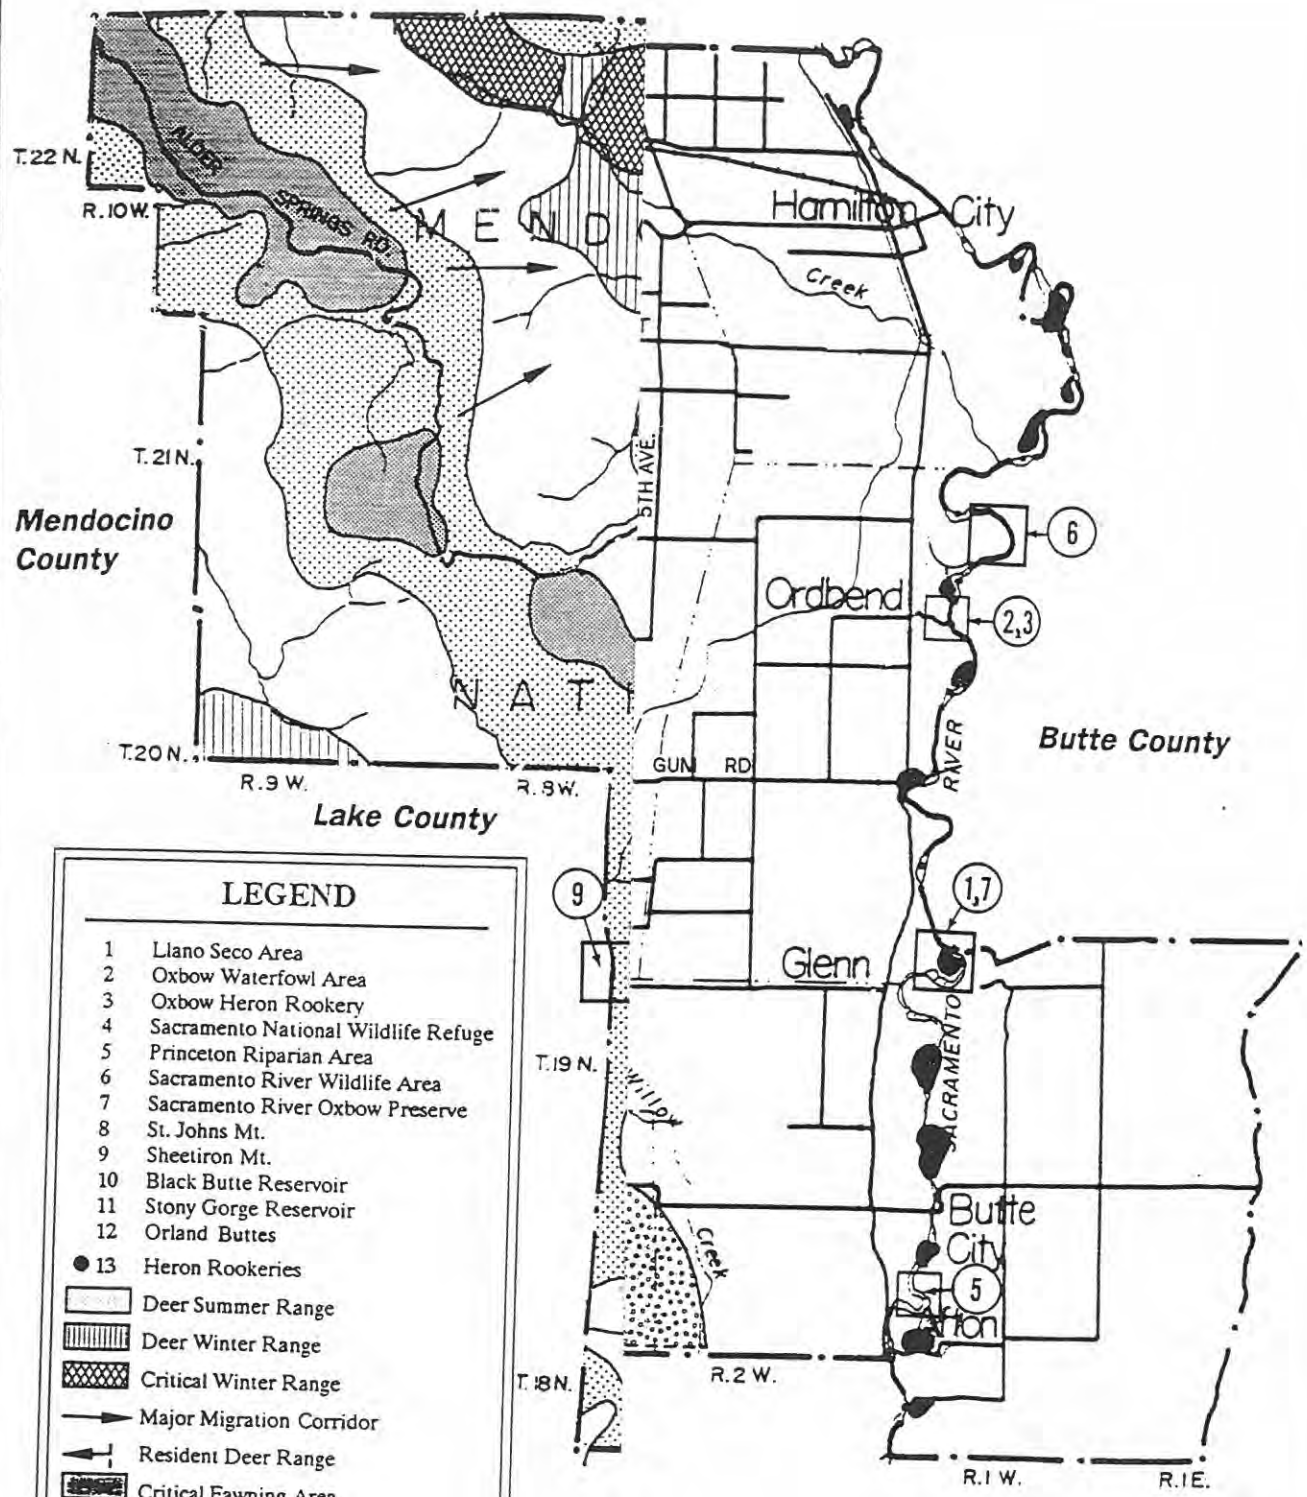 T. 22 N.
R. 10 W.
ALDER
SPRINGS RD.
M E N D
Hamilton City
Creek
T. 21 N.
5TH AVE.
Mendocino
County
6
Ordbend
2,3
N A T
RIVER
Butte County
T. 20 N.
R. 9 W.
R. 8 W.
GUN RD
Lake County
LEGEND
1 Llano Seco Area
2 Oxbow Waterfowl Area
3 Oxbow Heron Rookery
4 Sacramento National Wildlife Refuge
5 Princeton Riparian Area
6 Sacramento River Wildlife Area
7 Sacramento River Oxbow Preserve
8 St. Johns Mt.
9 Sheetiron Mt.
10 Black Butte Reservoir
11 Stony Gorge Reservoir
12 Orland Buttes
13 Heron Rookeries
Deer Summer Range
Deer Winter Range
Critical Winter Range
Major Migration Corridor
Resident Deer Range
Critical Fawning Area
9
1,7
Glenn
SACRAMENTO
T. 19 N.
Willow
Creek
Butte
City
5
T. 18 N.
R. 2 W.
R. 1 W.
R. 1 E.